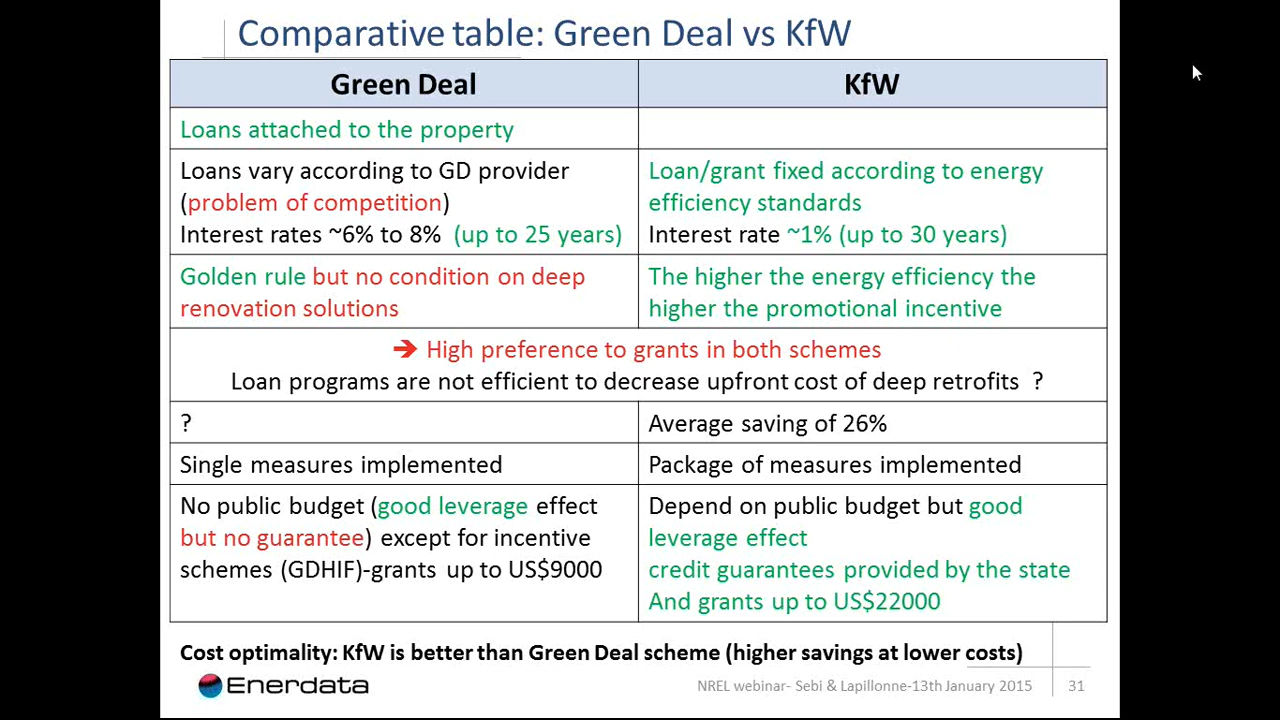 Comparative table: Green Deal vs KfW
Green Deal
KfW
Loans attached to the property
Loans vary according to GD provider
(problem of competition)
Interest rates ~6% to 8% (up to 25 years)
Loan/grant fixed according to energy
efficiency standards
Interest rate ~1% (up to 30 years)
Golden rule but no condition on deep
renovation solutions
The higher the energy efficiency the
higher the promotional incentive
➔ High preference to grants in both schemes
Loan programs are not efficient to decrease upfront cost of deep retrofits ?
?
Average saving of 26%
Single measures implemented
Package of measures implemented
No public budget (good leverage effect
but no guarantee) except for incentive
schemes (GDHIF)-grants up to US$9000
Depend on public budget but good
leverage effect
credit guarantees provided by the state
And grants up to US$22000
Cost optimality: KfW is better than Green Deal scheme (higher savings at lower costs)
Enerdata
NREL webinar- Sebi & Lapillonne-13th January 2015
31